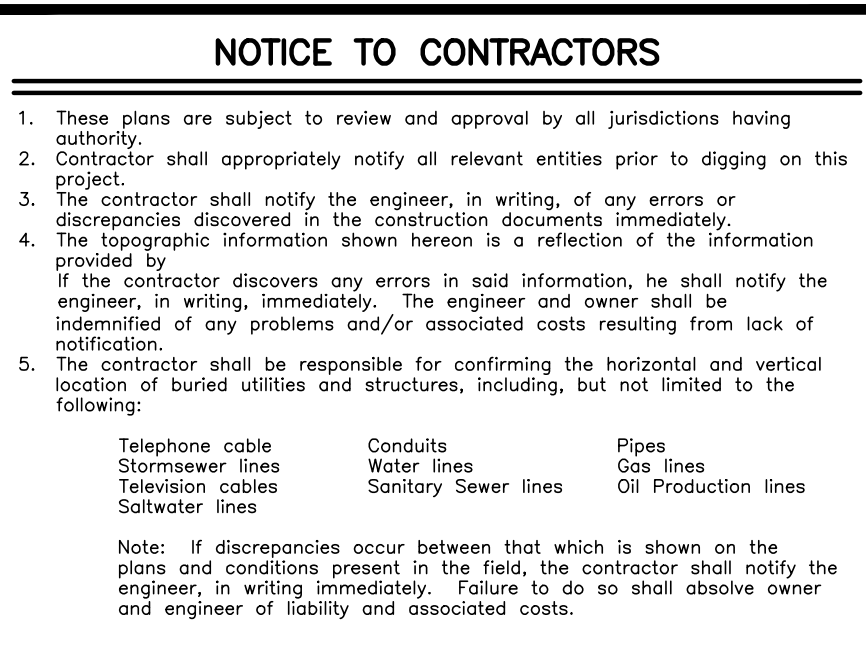 NOTICE TO CONTRACTORS
1. These plans are subject to review and approval by all jurisdictions having
authority.
2. Contractor shall appropriately notify all relevant entities prior to digging on this
project.
3. The contractor shall notify the engineer, in writing, of any errors or
discrepancies discovered in the construction documents immediately.
4. The topographic information shown hereon is a reflection of the information
provided by
If the contractor discovers any errors in said information, he shall notify the
engineer, in writing, immediately. The engineer and owner shall be
indemnified of any problems and/or associated costs resulting from lack of
notification.
5. The contractor shall be responsible for confirming the horizontal and vertical
location of buried utilities and structures, including, but not limited to the
following:
Telephone cable Conduits Pipes
Stormsewer lines Water lines Gas lines
Television cables Sanitary Sewer lines Oil Production lines
Saltwater lines
Note: If discrepancies occur between that which is shown on the
plans and conditions present in the field, the contractor shall notify the
engineer, in writing immediately. Failure to do so shall absolve owner
and engineer of liability and associated costs.